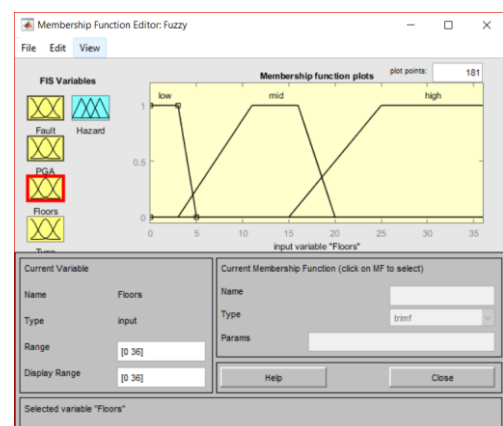 Membership Function Editor: Fuzzy
File Edit View
FIS Variables
Fault
Hazard
PGA
Floors
Membership function plots
plot points:
181
low
mid
high
1
0.5
0
0 5 10 15 20 25 30 35
input variable "Floors"
Current Variable
Name Floors
Type input
Range [0 36]
Display Range [0 36]
Current Membership Function (click on MF to select)
Name
Type trimf
Params
Help
Close
Selected variable "Floors"